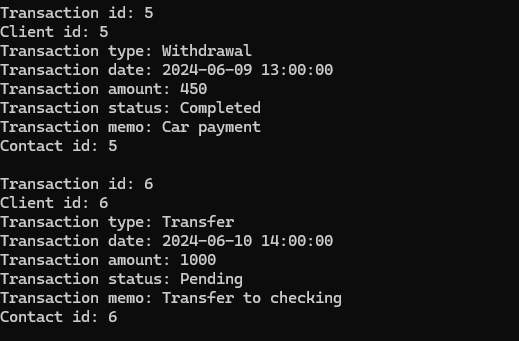 Transaction id: 5
Client id: 5
Transaction type: Withdrawal
Transaction date: 2024-06-09 13:00:00
Transaction amount: 450
Transaction status: Completed
Transaction memo: Car payment
Contact id: 5
Transaction id: 6
Client id: 6
Transaction type: Transfer
Transaction date: 2024-06-10 14:00:00
Transaction amount: 1000
Transaction status: Pending
Transaction memo: Transfer to checking
Contact id: 6